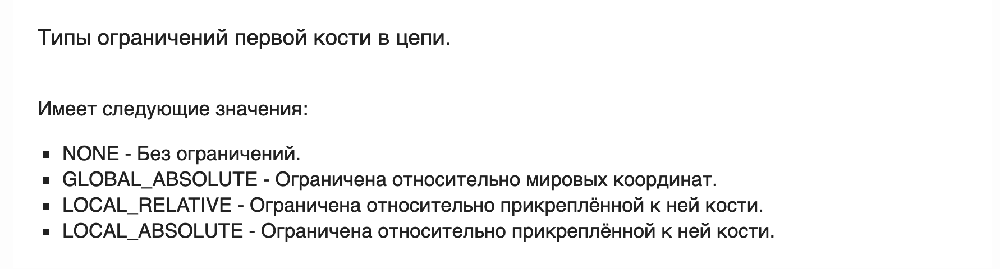 Типы ограничений первой кости в цепи.
Имеет следующие значения:
▪ NONE - Без ограничений.
▪ GLOBAL_ABSOLUTE - Ограничена относительно мировых координат.
▪ LOCAL_RELATIVE - Ограничена относительно прикреплённой к ней кости.
▪ LOCAL_ABSOLUTE - Ограничена относительно прикреплённой к ней кости.